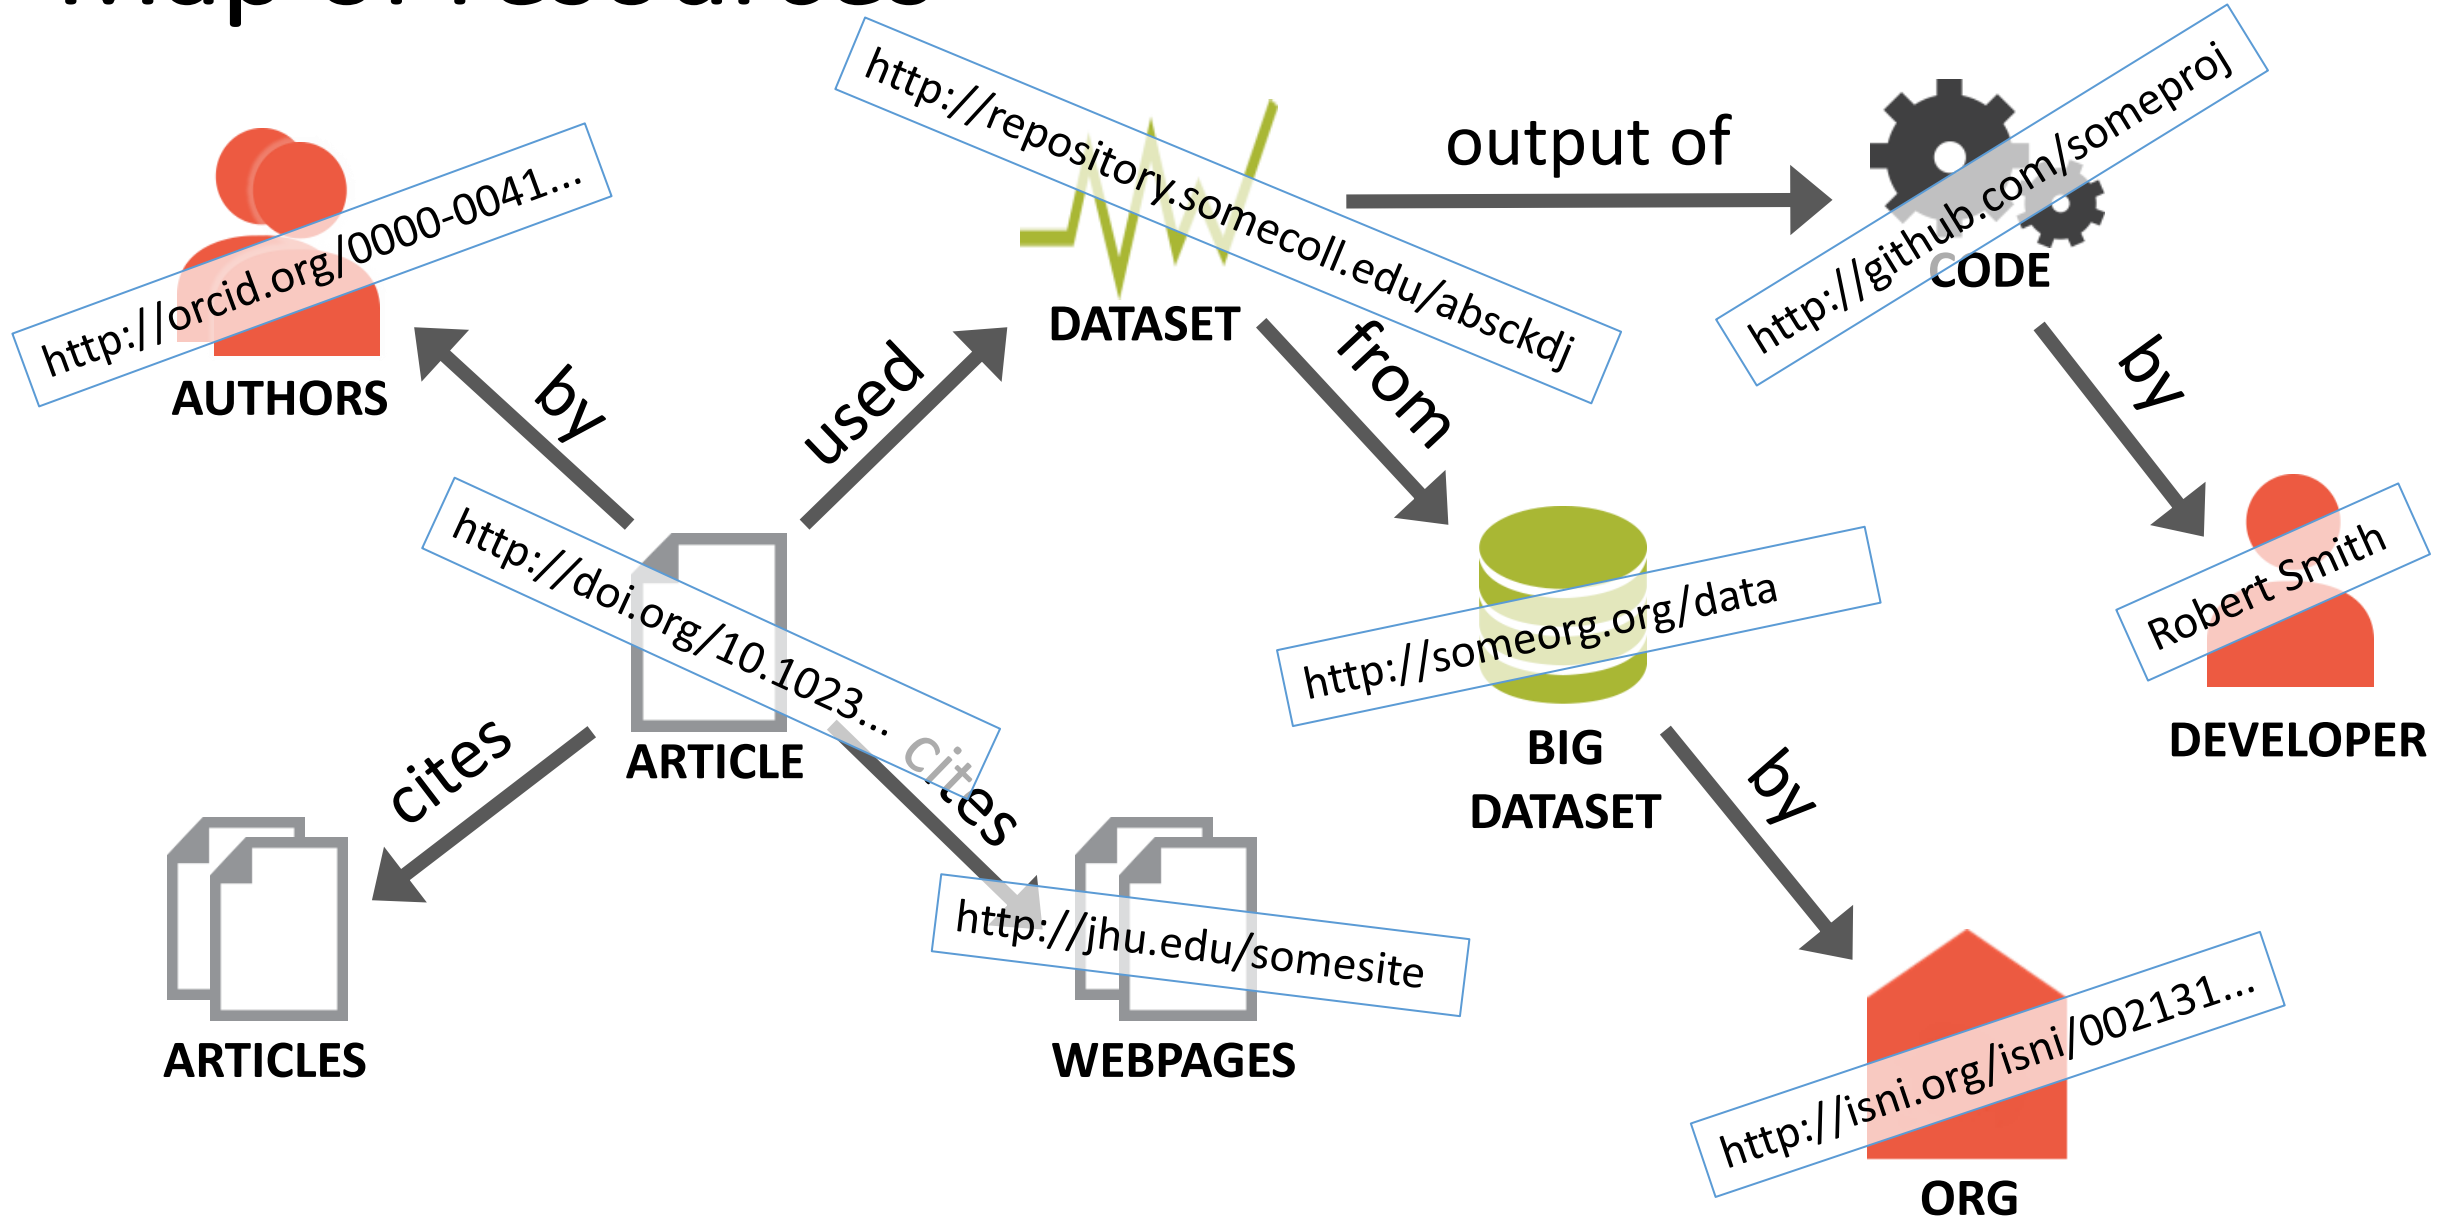 of resources
http://repository.somecoll.edu/absckdj
http://github.com/someproj
output of
http://orcid.org/0000-0041...
CODE
DATASET
AUTHORS
by
used
from
by
http://doi.org/10.1023...
http://someorg.org/data
Robert Smith
ARTICLE
BIG
DATASET
DEVELOPER
cites
cites
by
http://jhu.edu/somesite
http://isni.org/isni/002131...
ARTICLES
WEBPAGES
ORG